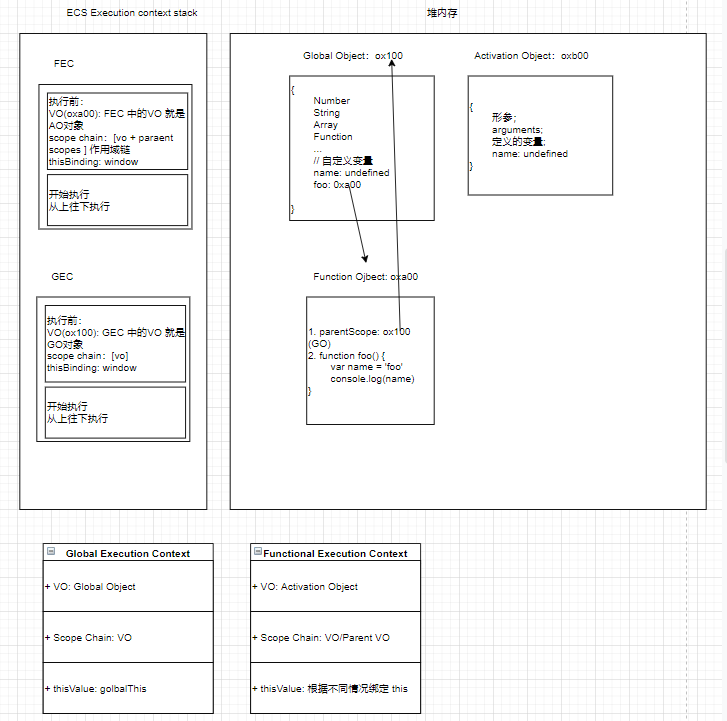 ECS Execution context stack
FEC
执行前:
VO(oxa00): FEC 中的VO 就是
AO对象
scope chain：[vo + paraent
scopes ] 作用域链
thisBinding: window
开始执行
从上往下执行
GEC
执行前:
VO(ox100): GEC 中的VO 就是
GO对象
scope chain：[vo]
thisBinding: window
开始执行
从上往下执行
堆内存
Global Object：ox100
{
Number
String
Array
Function
...
// 自定义变量
name: undefined
foo: 0xa00
}
Activation Object：oxb00
{
形参;
arguments;
定义的变量;
name: undefined
}
Function Ojbect: oxa00
1. parentScope: ox100
(GO)
2. function foo() {
var name = 'foo'
console.log(name)
}
Global Execution Context
+ VO: Global Object
+ Scope Chain: VO
+ thisValue: golbalThis
Functional Execution Context
+ VO: Activation Object
+ Scope Chain: VO/Parent VO
+ thisValue: 根据不同情况绑定 this